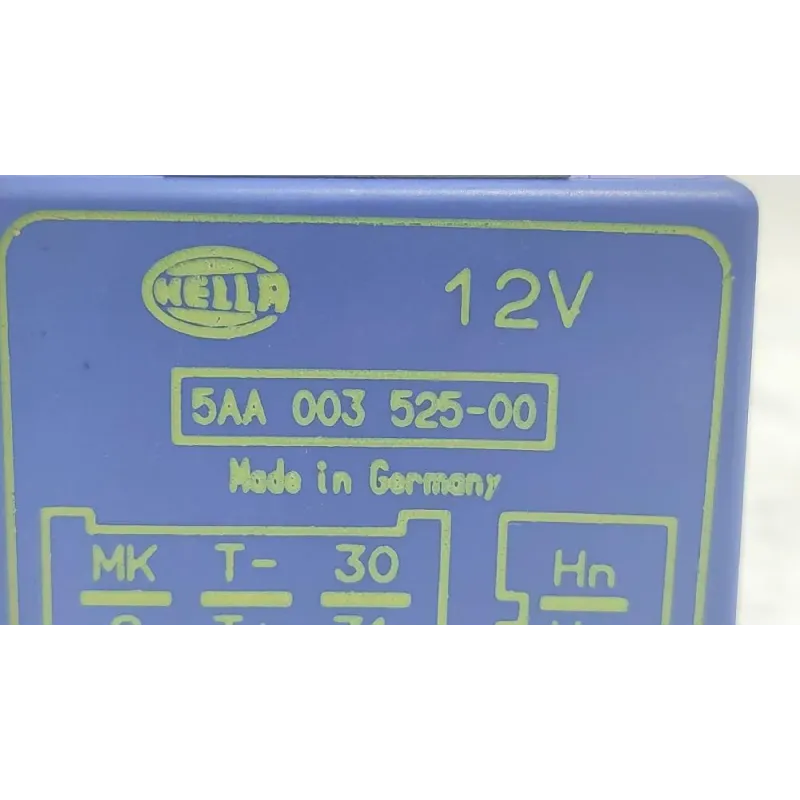 HELLA 12V
5AA 003 525-00
Made in Germany
MK T- 30 Hn